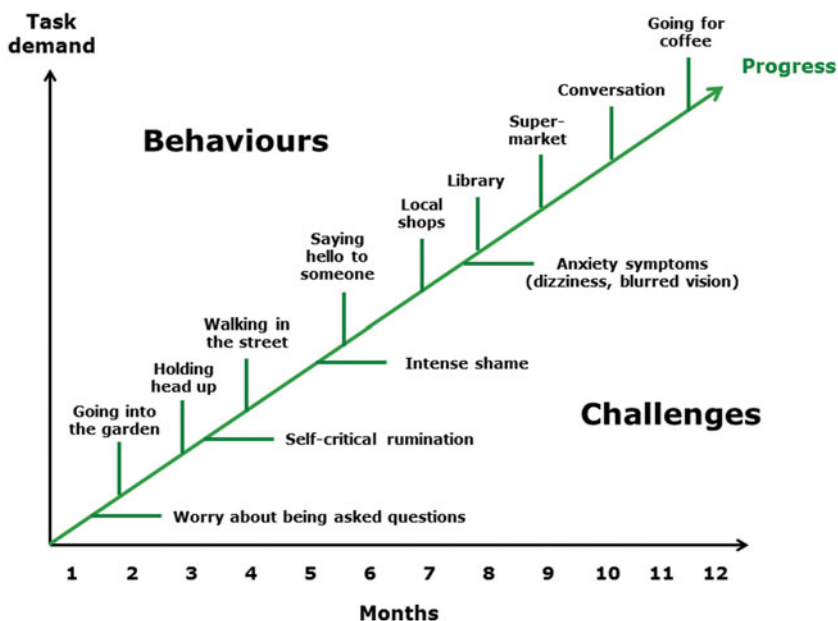 Task
demand
Going for
coffee
Progress
Conversation
Behaviours
Super-
market
Library
Local
shops
Saying
hello to
someone
Anxiety symptoms
(dizziness, blurred vision)
Walking in
the street
Intense shame
Holding
head up
Going into
the garden
Challenges
Self-critical rumination
Worry about being asked questions
1 2 3 4 5 6 7 8 9 10 11 12
Months